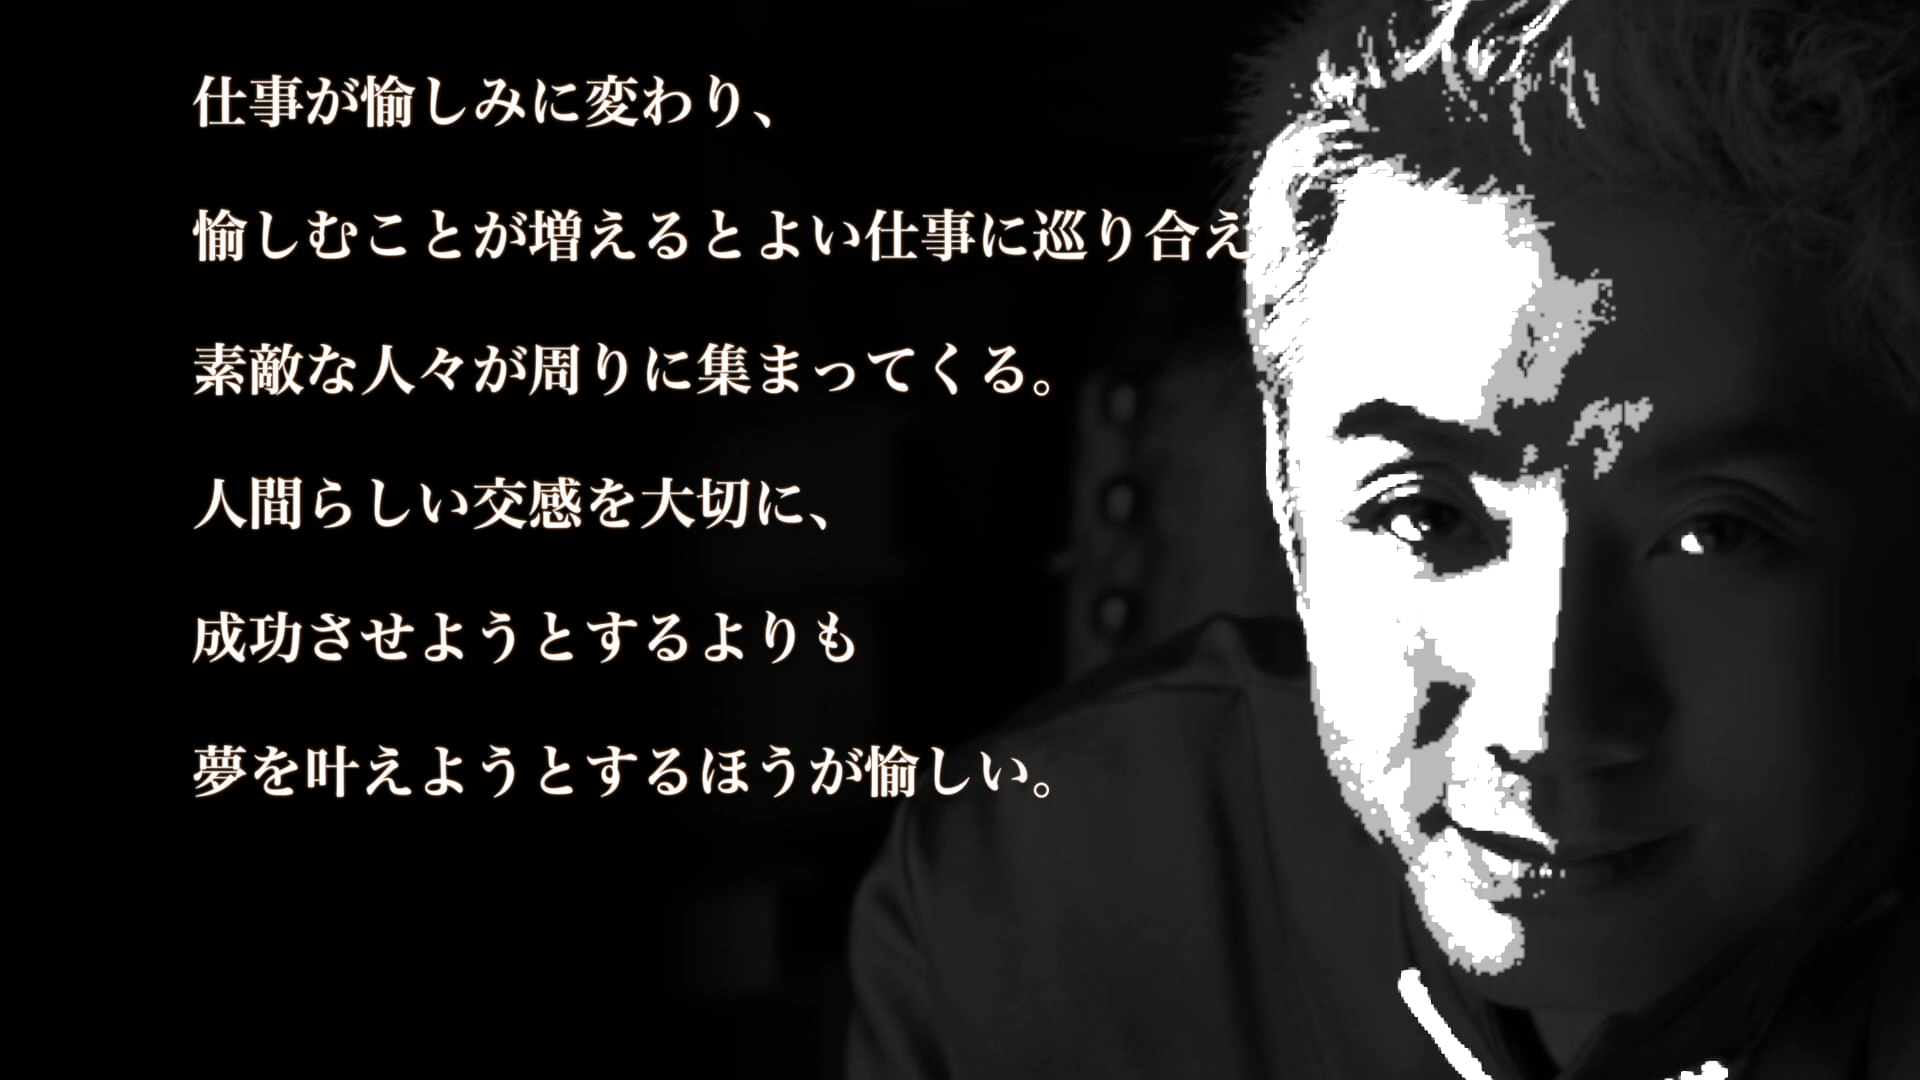 仕事が愉しみに変わり、
愉しむことが増えるとよい仕事に巡り合え
素敵な人々が周りに集まってくる。
人間らしい交感を大切に、
成功させようとするよりも
夢を叶えようとするほうが愉しい。